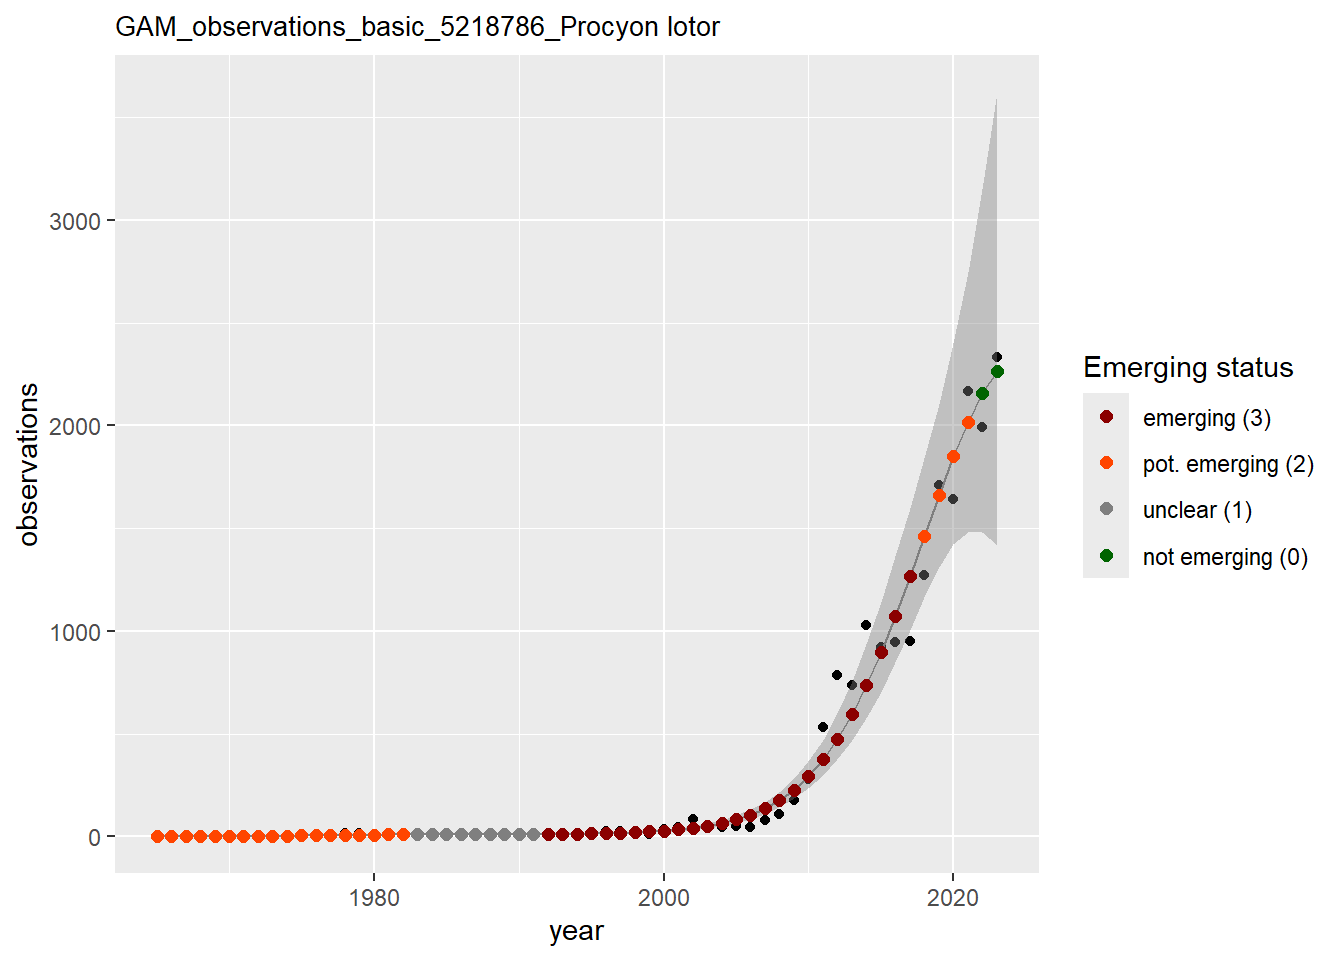 GAM_observations_basic_5218786_Procyon lotor
observations
3000
2000
1000
0
1980
2000
2020
year
Emerging status
emerging (3)
pot. emerging (2)
unclear (1)
not emerging (0)